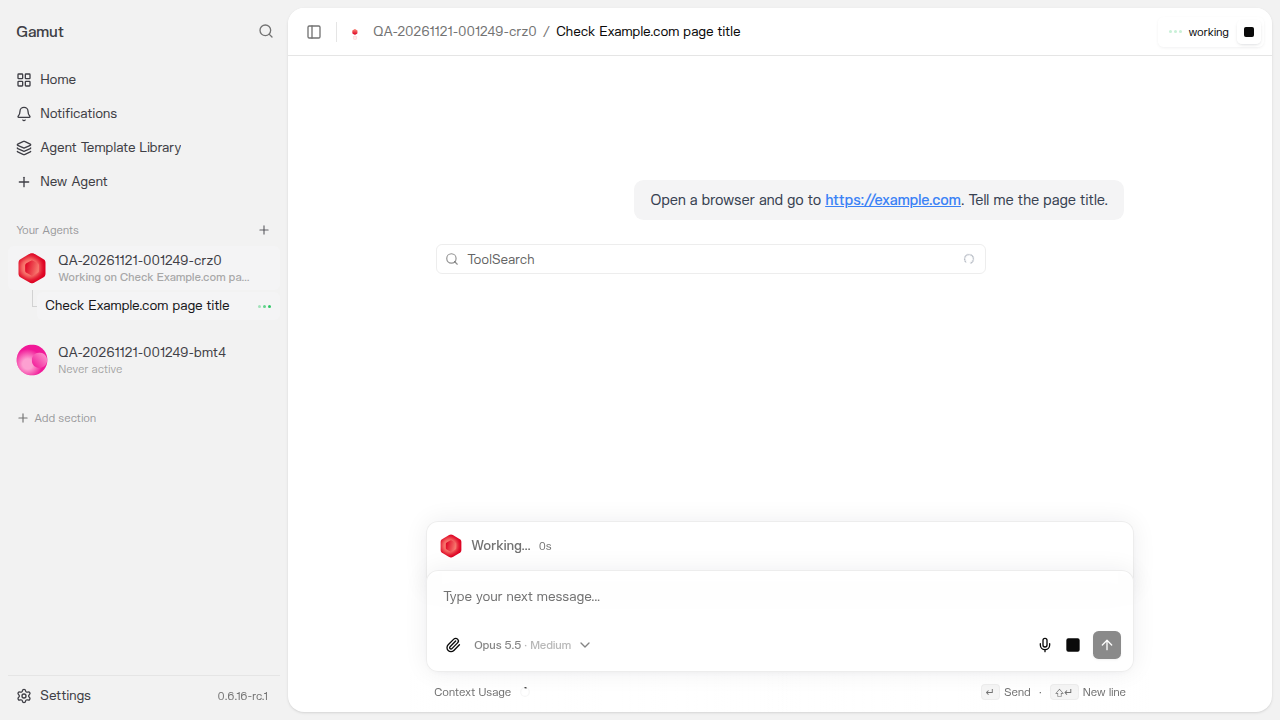 Gamut
Home
Notifications
Agent Template Library
New Agent
Your Agents
QA-20261121-001249-crz0
Working on Check Example.com pa...
Check Example.com page title
QA-20261121-001249-bmt4
Never active
Add section
Settings
0.6.16-rc.1
QA-20261121-001249-crz0 / Check Example.com page title
working
Open a browser and go to https://example.com. Tell me the page title.
ToolSearch
Working... 0s
Type your next message...
Opus 5.5 · Medium
Context Usage
Send · New line